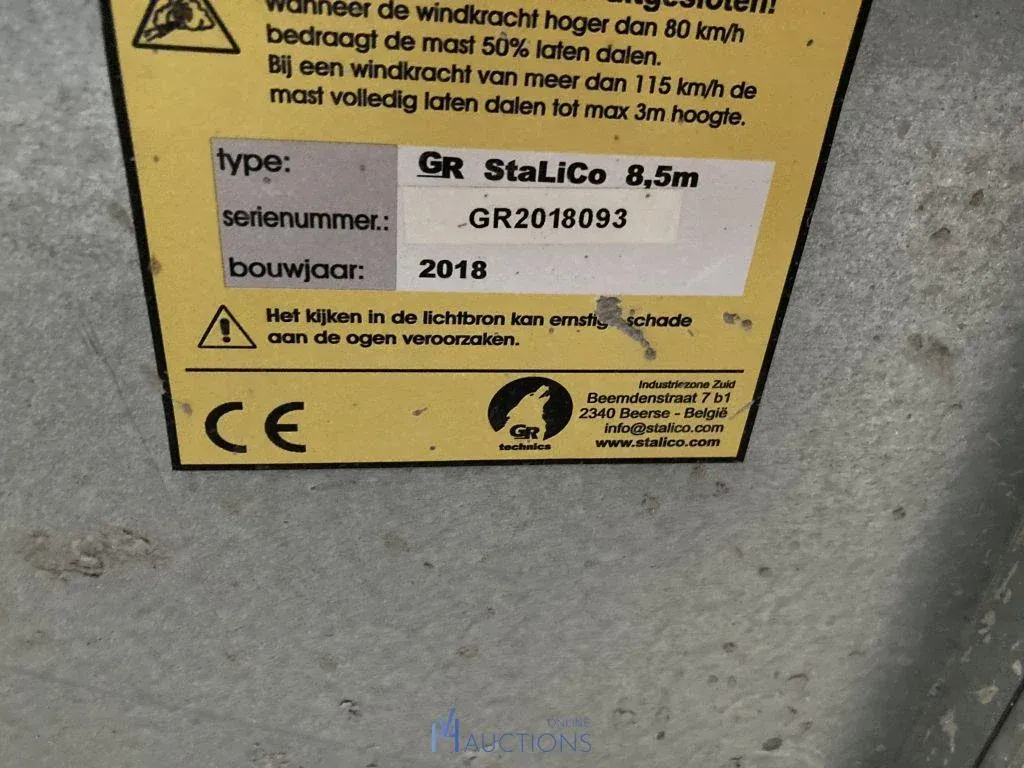 Wanneer de windkracht hoger dan 80 km/h
bedraagt de mast 50% laten dalen.
Bij een windkracht van meer dan 115 km/h de
mast volledig laten dalen tot max 3m hoogte.
type: GR StaLiCo 8,5m
serienummer.: GR2018093
bouwjaar: 2018
Het kijken in de lichtbron kan ernstig schade
aan de ogen veroorzaken.
CE
GR
technics
Industriezone Zuid
Beemdenstraat 7 b1
2340 Beerse - België
info@stalico.com
www.stalico.com
ONLINE
AUCTIONS